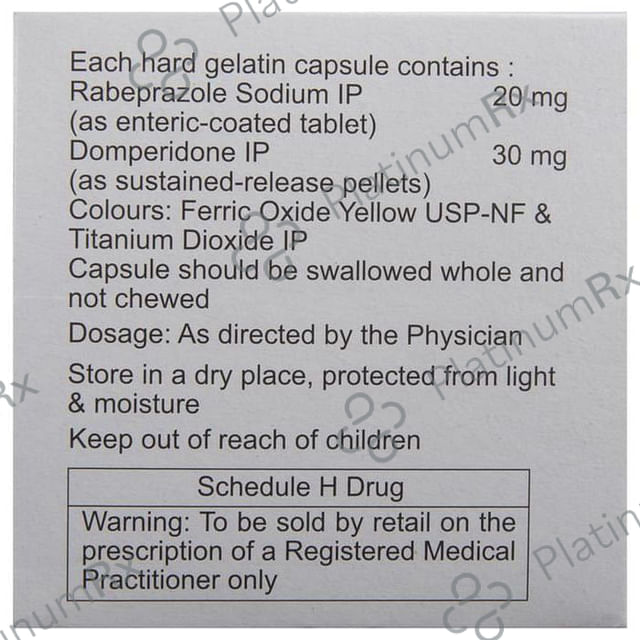 Each hard gelatin capsule contains :
Rabeprazole Sodium IP 20 mg
(as enteric-coated tablet)
Domperidone IP 30 mg
(as sustained-release pellets)
Colours: Ferric Oxide Yellow USP-NF &
Titanium Dioxide IP
Capsule should be swallowed whole and
not chewed
Dosage: As directed by the Physician
Store in a dry place, protected from light
& moisture
Keep out of reach of children
Schedule H Drug
Warning: To be sold by retail on the
prescription of a Registered Medical
Practitioner only
PlatinumRx
PlatinumRx
PlatinumRx